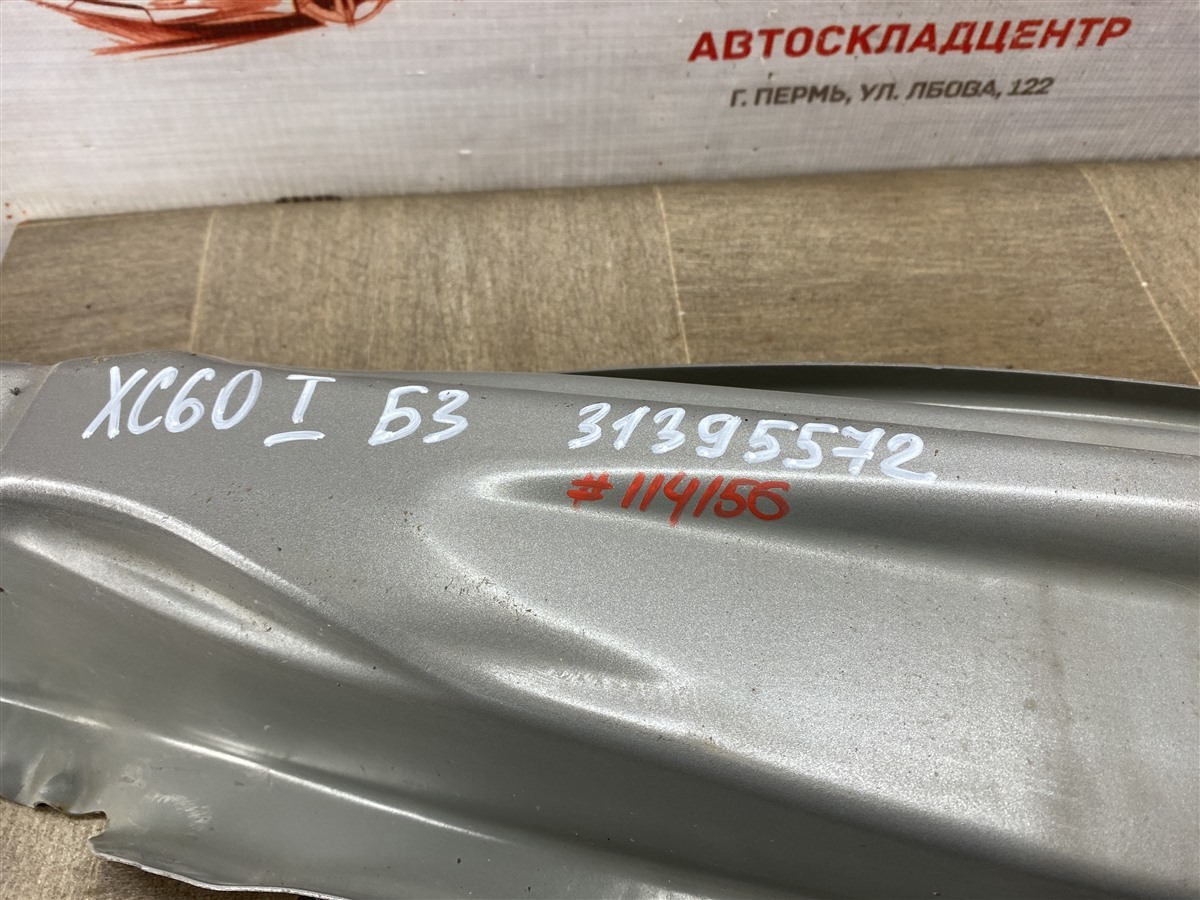 АВТОСКЛАДЦЕНТР
Г. ПЕРМЬ, УЛ. ЛБОВА, 122
XC60 I Б3 31395572
#114156